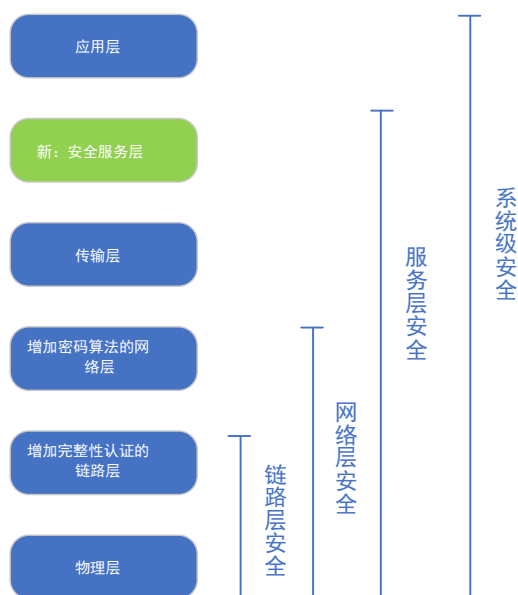 应用层
新：安全服务层
传输层
增加密码算法的网
络层
增加完整性认证的
链路层
物理层
链路层安全
网络层安全
服务层安全
系统级安全